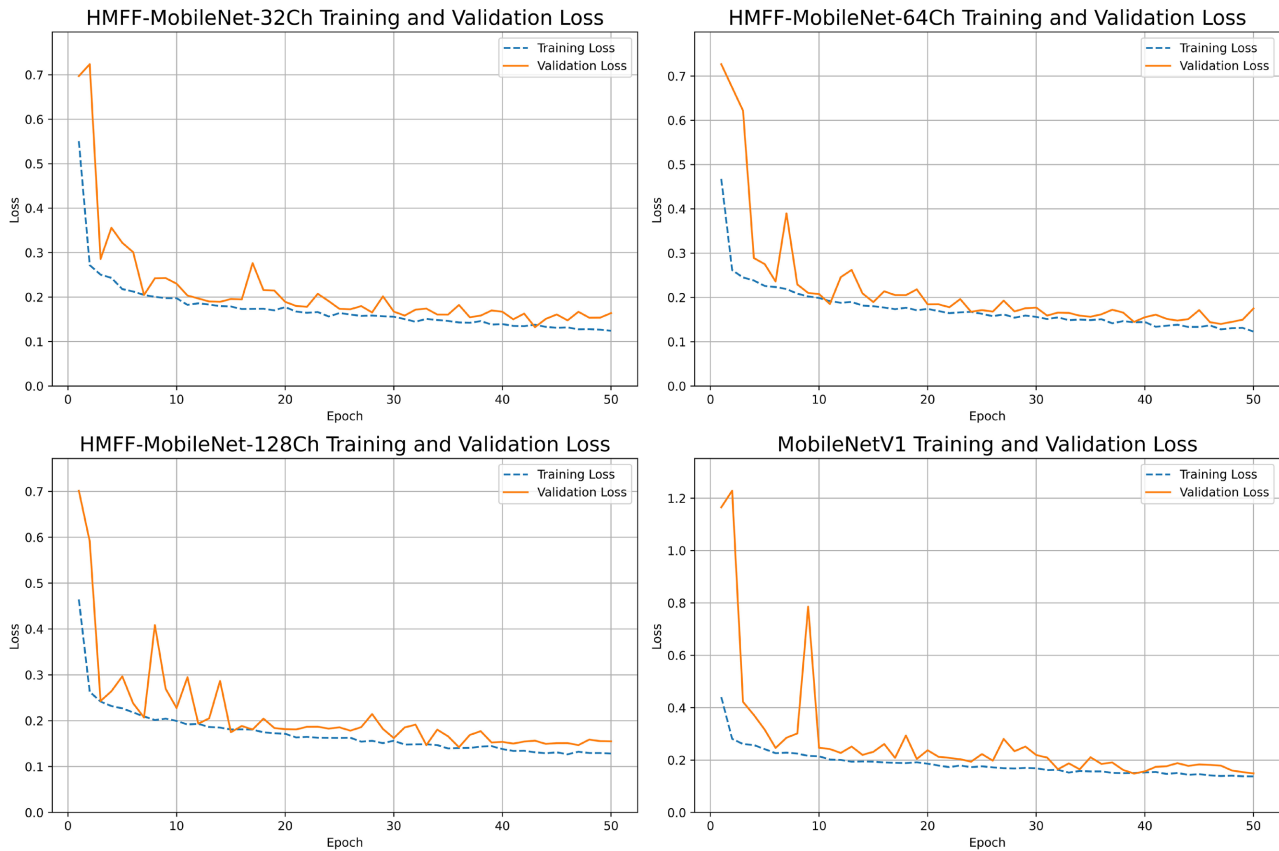 HMFF-MobileNet-32Ch Training and Validation Loss
Training Loss
Validation Loss
0.7
0.6
0.5
0.4
0.3
0.2
0.1
0.0
Loss
0 10 20 30 40 50
Epoch
HMFF-MobileNet-64Ch Training and Validation Loss
Training Loss
Validation Loss
0.7
0.6
0.5
0.4
0.3
0.2
0.1
0.0
Loss
0 10 20 30 40 50
Epoch
HMFF-MobileNet-128Ch Training and Validation Loss
Training Loss
Validation Loss
0.7
0.6
0.5
0.4
0.3
0.2
0.1
0.0
Loss
0 10 20 30 40 50
Epoch
MobileNetV1 Training and Validation Loss
Training Loss
Validation Loss
1.2
1.0
0.8
0.6
0.4
0.2
0.0
Loss
0 10 20 30 40 50
Epoch